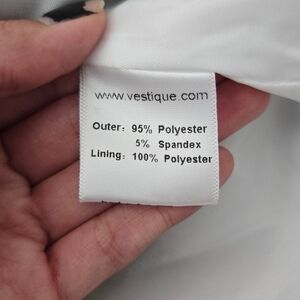 www.vestique.com
Outer: 95% Polyester
5% Spandex
Lining: 100% Polyester